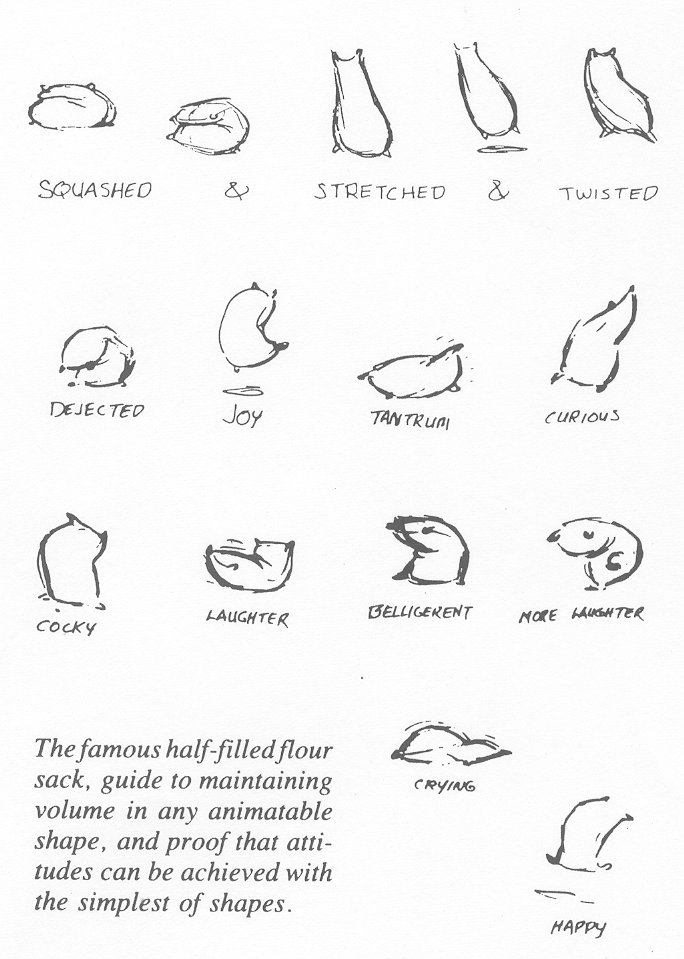 SQUASHED & STRETCHED & TWISTED
DEJECTED JOY TANTRUM CURIOUS
COCKY LAUGHTER BELLIGERENT MORE LAUGHTER
CRYING
HAPPY
The famous half-filled flour
sack, guide to maintaining
volume in any animatable
shape, and proof that atti-
tudes can be achieved with
the simplest of shapes.